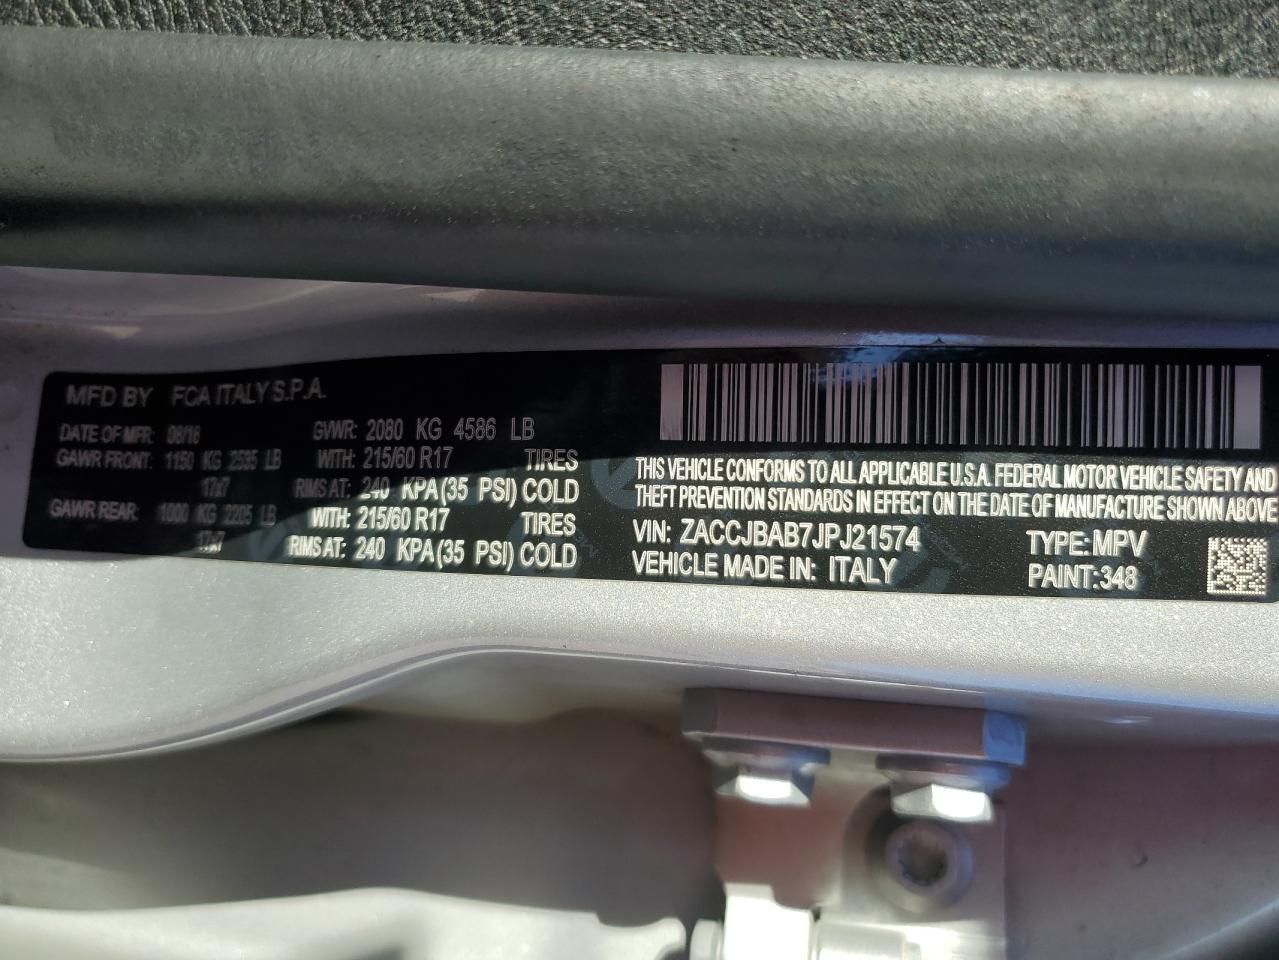 MFD BY FCA ITALY S.P.A.
DATE OF MFR: 08/18 GVWR: 2080 KG 4586 LB
GAWR FRONT: 1150 KG 2535 LB WITH: 215/60 R17 TIRES
17x7 RIMS AT: 240 KPA (35 PSI) COLD
GAWR REAR: 1000 KG 2205 LB WITH: 215/60 R17 TIRES
17x7 RIMS AT: 240 KPA (35 PSI) COLD
THIS VEHICLE CONFORMS TO ALL APPLICABLE U.S.A. FEDERAL MOTOR VEHICLE SAFETY AND
THEFT PREVENTION STANDARDS IN EFFECT ON THE DATE OF MANUFACTURE SHOWN ABOVE
VIN: ZACCJBAB7JPJ21574 TYPE: MPV
VEHICLE MADE IN: ITALY PAINT: 348